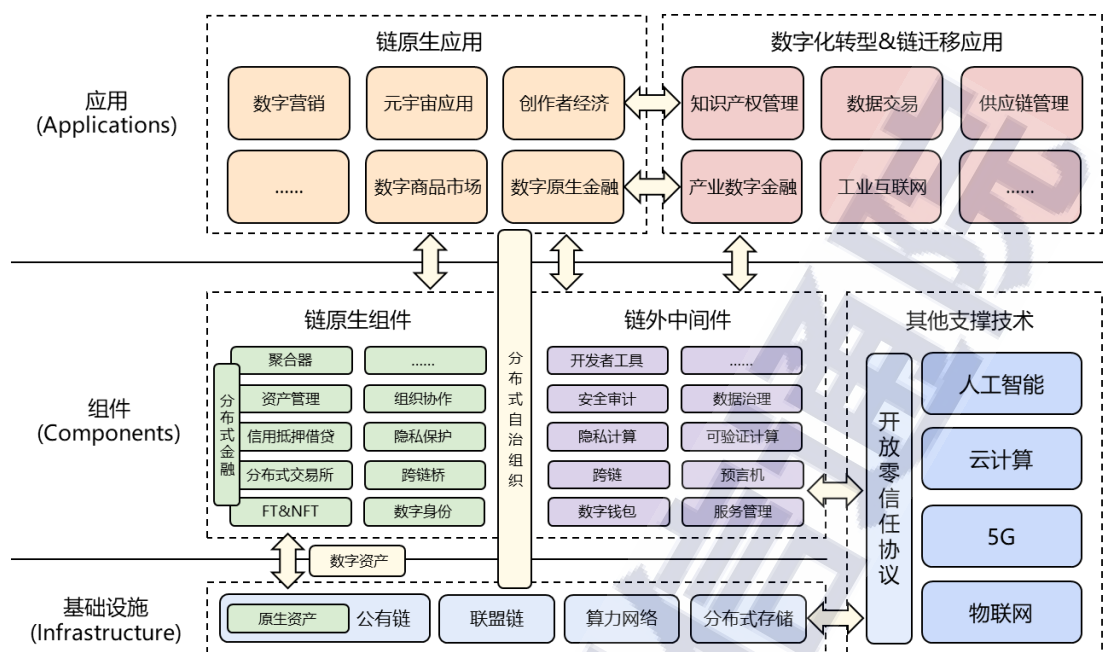 链原生应用
数字化转型&链迁移应用
应用
(Applications)
数字营销
元宇宙应用
创作者经济
知识产权管理
数据交易
供应链管理
......
数字商品市场
数字原生金融
产业数字金融
工业互联网
......
链原生组件
链外中间件
其他支撑技术
组件
(Components)
分布式金融
聚合器
......
资产管理
组织协作
信用抵押借贷
隐私保护
分布式交易所
跨链桥
FT&NFT
数字身份
分布式自治组织
开发者工具
......
安全审计
数据治理
隐私计算
可验证计算
跨链
预言机
数字钱包
服务管理
开放零信任协议
人工智能
云计算
5G
物联网
数字资产
基础设施
(Infrastructure)
原生资产
公有链
联盟链
算力网络
分布式存储
信通院